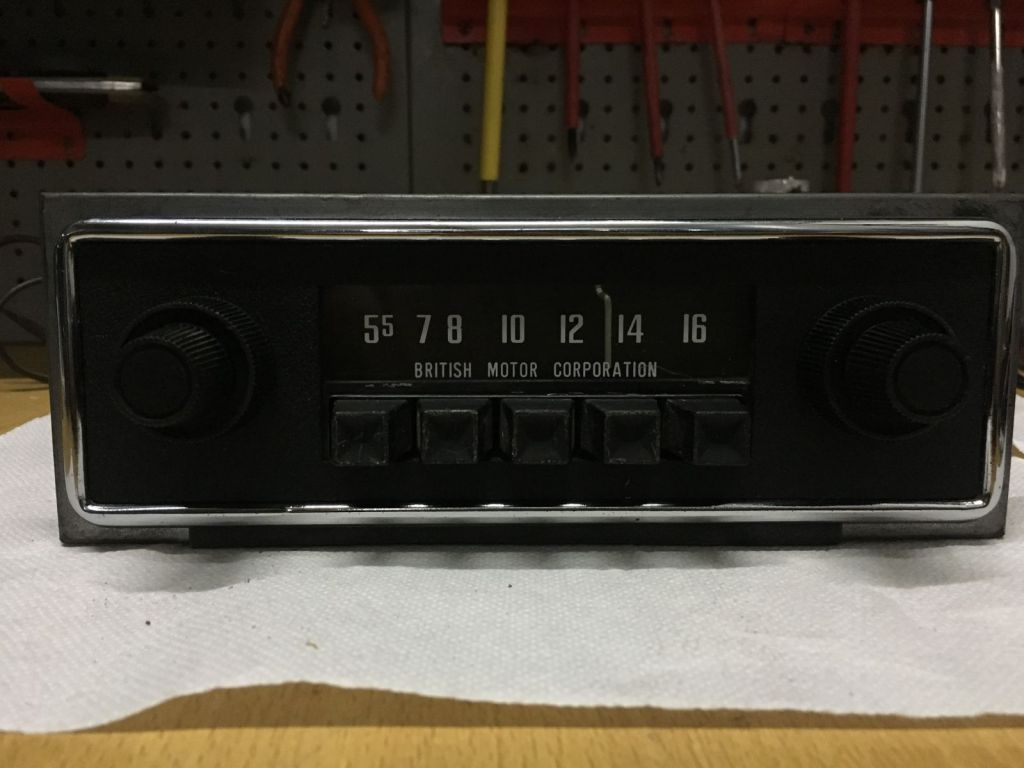 55 7 8 10 12 14 16
BRITISH MOTOR CORPORATION